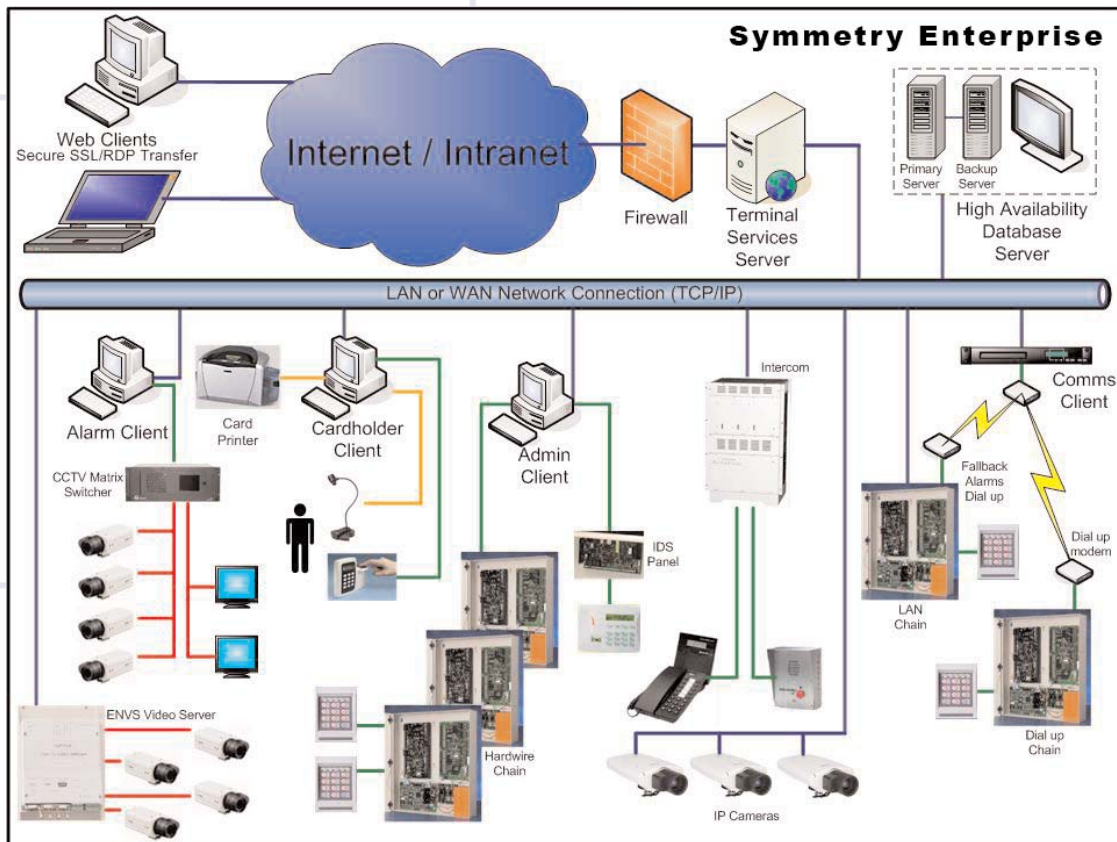 Symmetry Enterprise
Web Clients
Secure SSL/RDP Transfer
Internet / Intranet
Firewall
Terminal
Services
Server
Primary
Server
Backup
Server
High Availability
Database
Server
LAN or WAN Network Connection (TCP/IP)
Alarm Client
Card
Printer
Cardholder
Client
Admin
Client
Intercom
Comms
Client
CCTV Matrix
Switcher
IDS
Panel
Fallback
Alarms
Dial up
Dial up
modem
LAN
Chain
ENVS Video Server
Hardwire
Chain
Dial up
Chain
IP Cameras